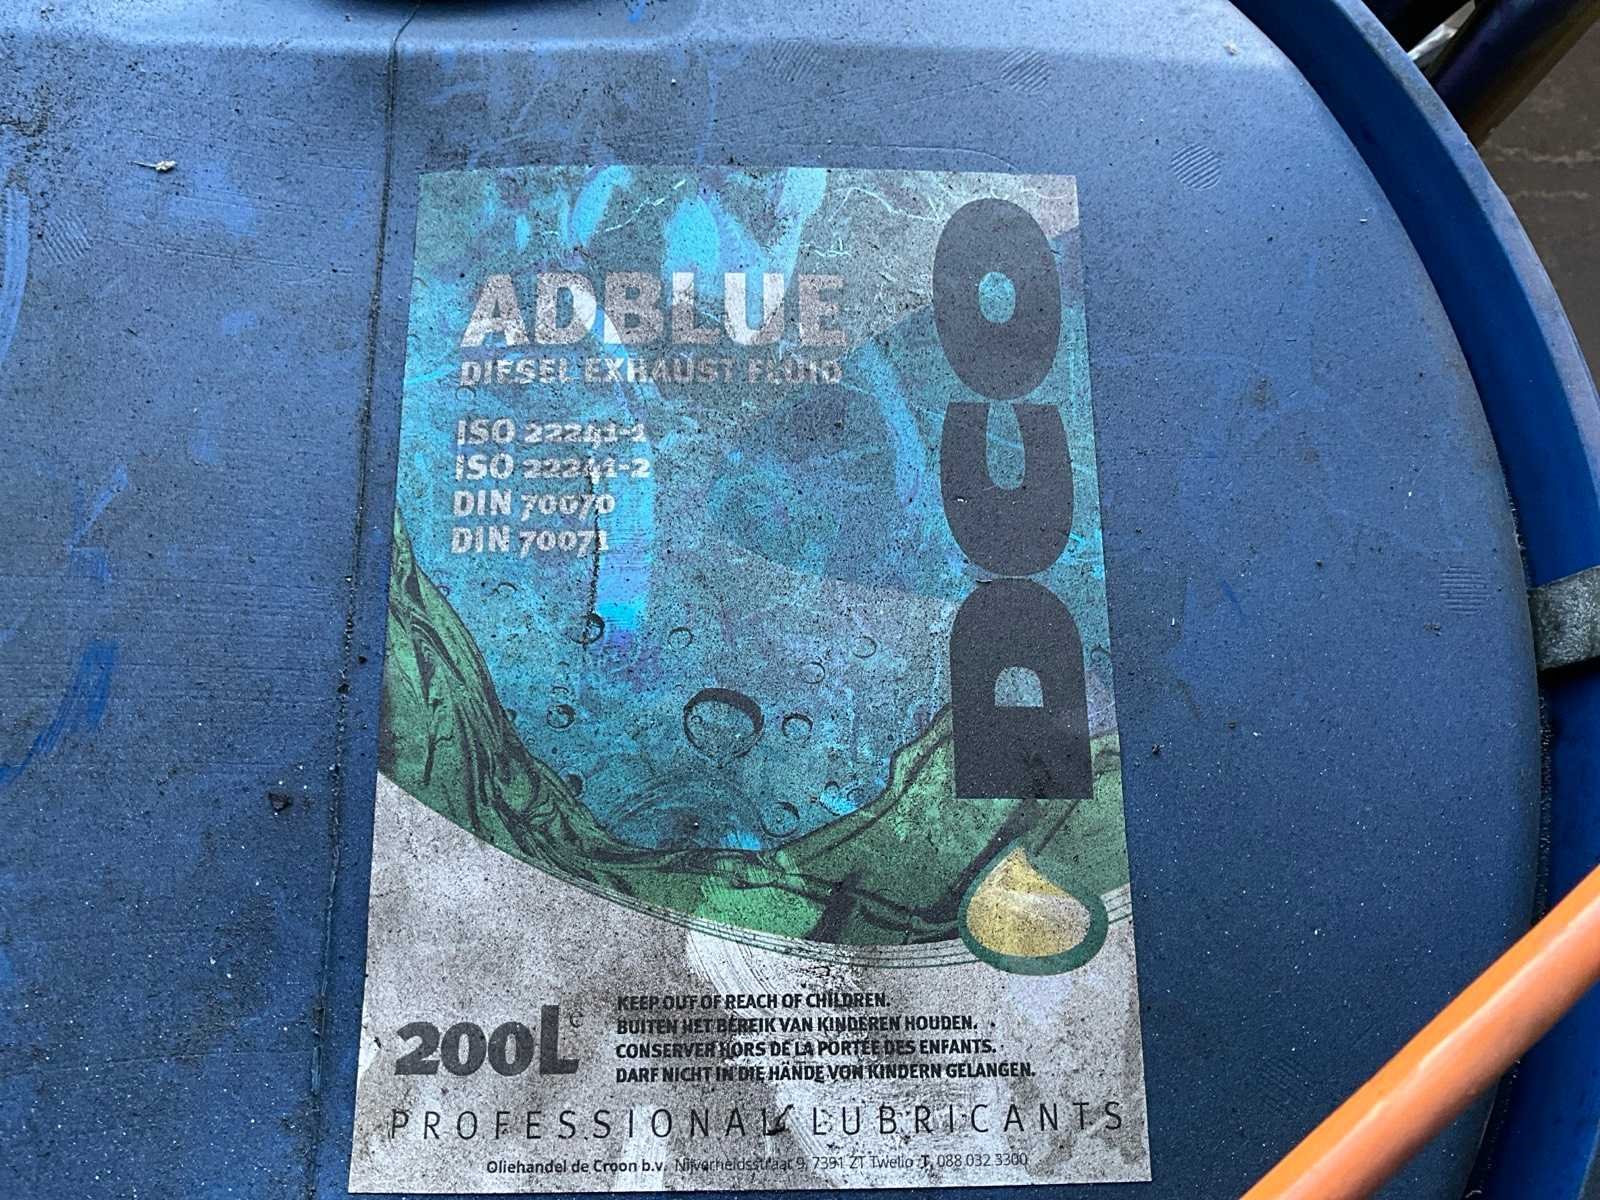 ADBLUE
DIESEL EXHAUST FLUID
ISO 22241-1
ISO 22241-2
DIN 70070
DIN 70071
DCO
200L
KEEP OUT OF REACH OF CHILDREN.
BUITEN HET BEREIK VAN KINDEREN HOUDEN.
CONSERVER HORS DE LA PORTÉE DES ENFANTS.
DARF NICHT IN DIE HÄNDE VON KINDERN GELANGEN.
PROFESSIONAL LUBRICANTS
Oliehandel de Croon b.v. Nijverheidsstraat 9, 7391 ZT Twello T. 088 032 3300